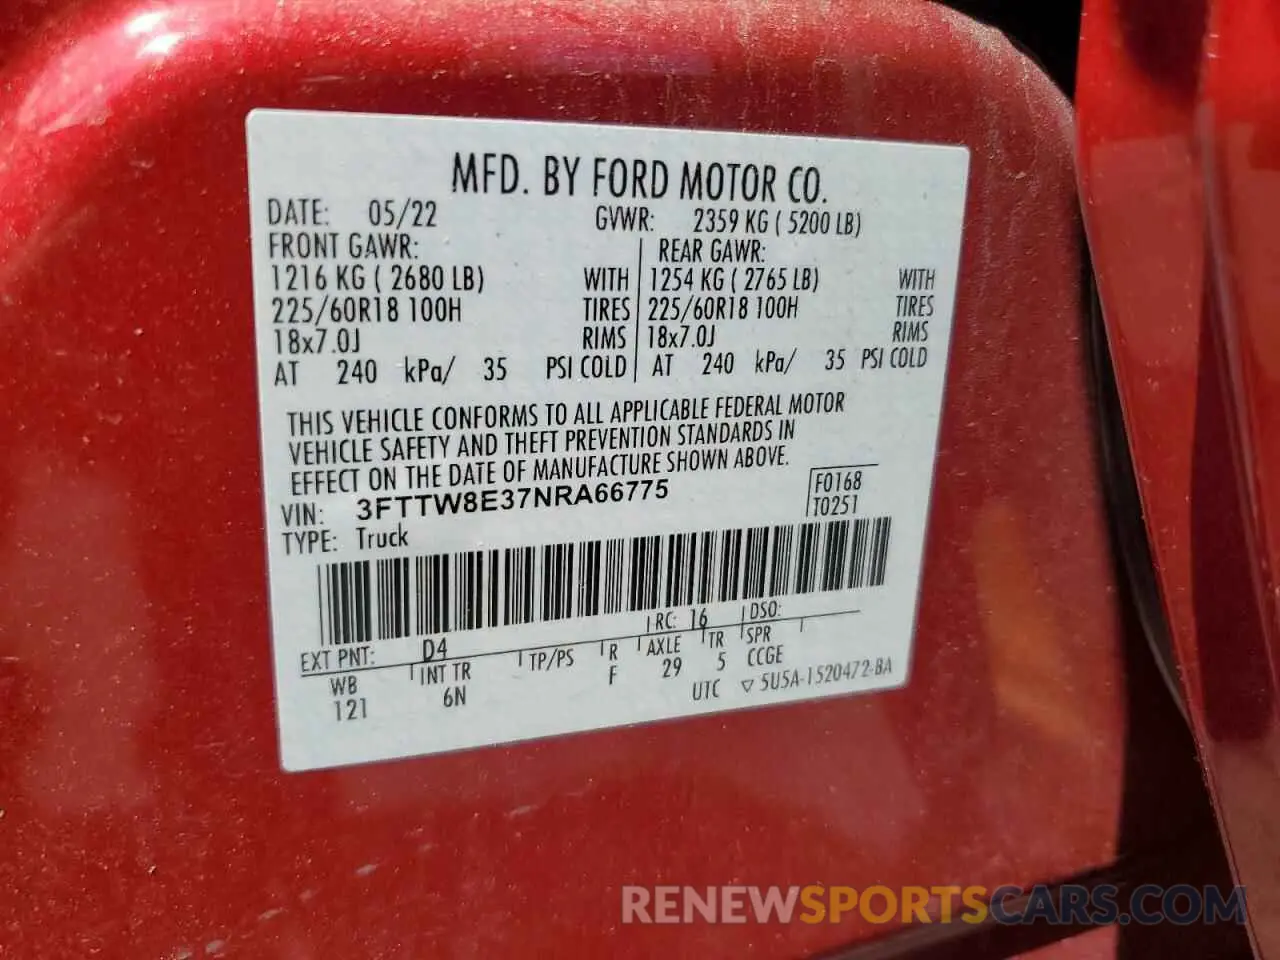 MFD. BY FORD MOTOR CO.
DATE: 05/22 GVWR: 2359 KG ( 5200 LB)
FRONT GAWR: REAR GAWR:
1216 KG ( 2680 LB) WITH 1254 KG ( 2765 LB) WITH
225/60R18 100H TIRES 225/60R18 100H TIRES
18x7.0J RIMS 18x7.0J RIMS
AT 240 kPa/ 35 PSI COLD AT 240 kPa/ 35 PSI COLD
THIS VEHICLE CONFORMS TO ALL APPLICABLE FEDERAL MOTOR
VEHICLE SAFETY AND THEFT PREVENTION STANDARDS IN
EFFECT ON THE DATE OF MANUFACTURE SHOWN ABOVE.
VIN: 3FTTW8E37NRA66775 F0168
TYPE: Truck T0251
EXT PNT: D4 RC: 16 DSO:
WB INT TR TP/PS R AXLE TR SPR
121 6N F 29 5 CCGE
UTC ▽ 5U5A-1520472-BA
RENEWSPORTSCARS.COM